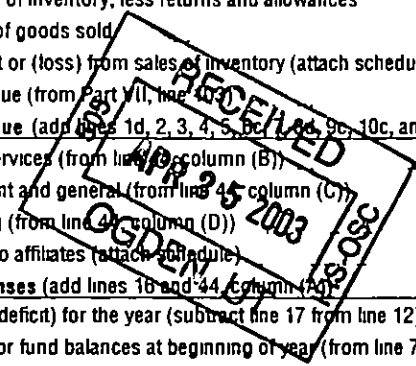 of inventory, less returns and allowances
of goods sold
t or (loss) from sales of inventory (attach schedu
ue (from Part VII, line 103
ue (add lines 1d, 2, 3, 4, 5, 6c, 7, 8d, 9c, 10c, an
ervices (from line 44, column (B))
nt and general (from line 44, column (C))
(from line 44, column (D))
o affiliates (attach schedule)
nses (add lines 16 and 44, column (A))
deficit) for the year (subtract line 17 from line 12)
or fund balances at beginning of year (from line 7
RECEIVED
APR 25 2003
OGDEN, UT
IRS-OSC